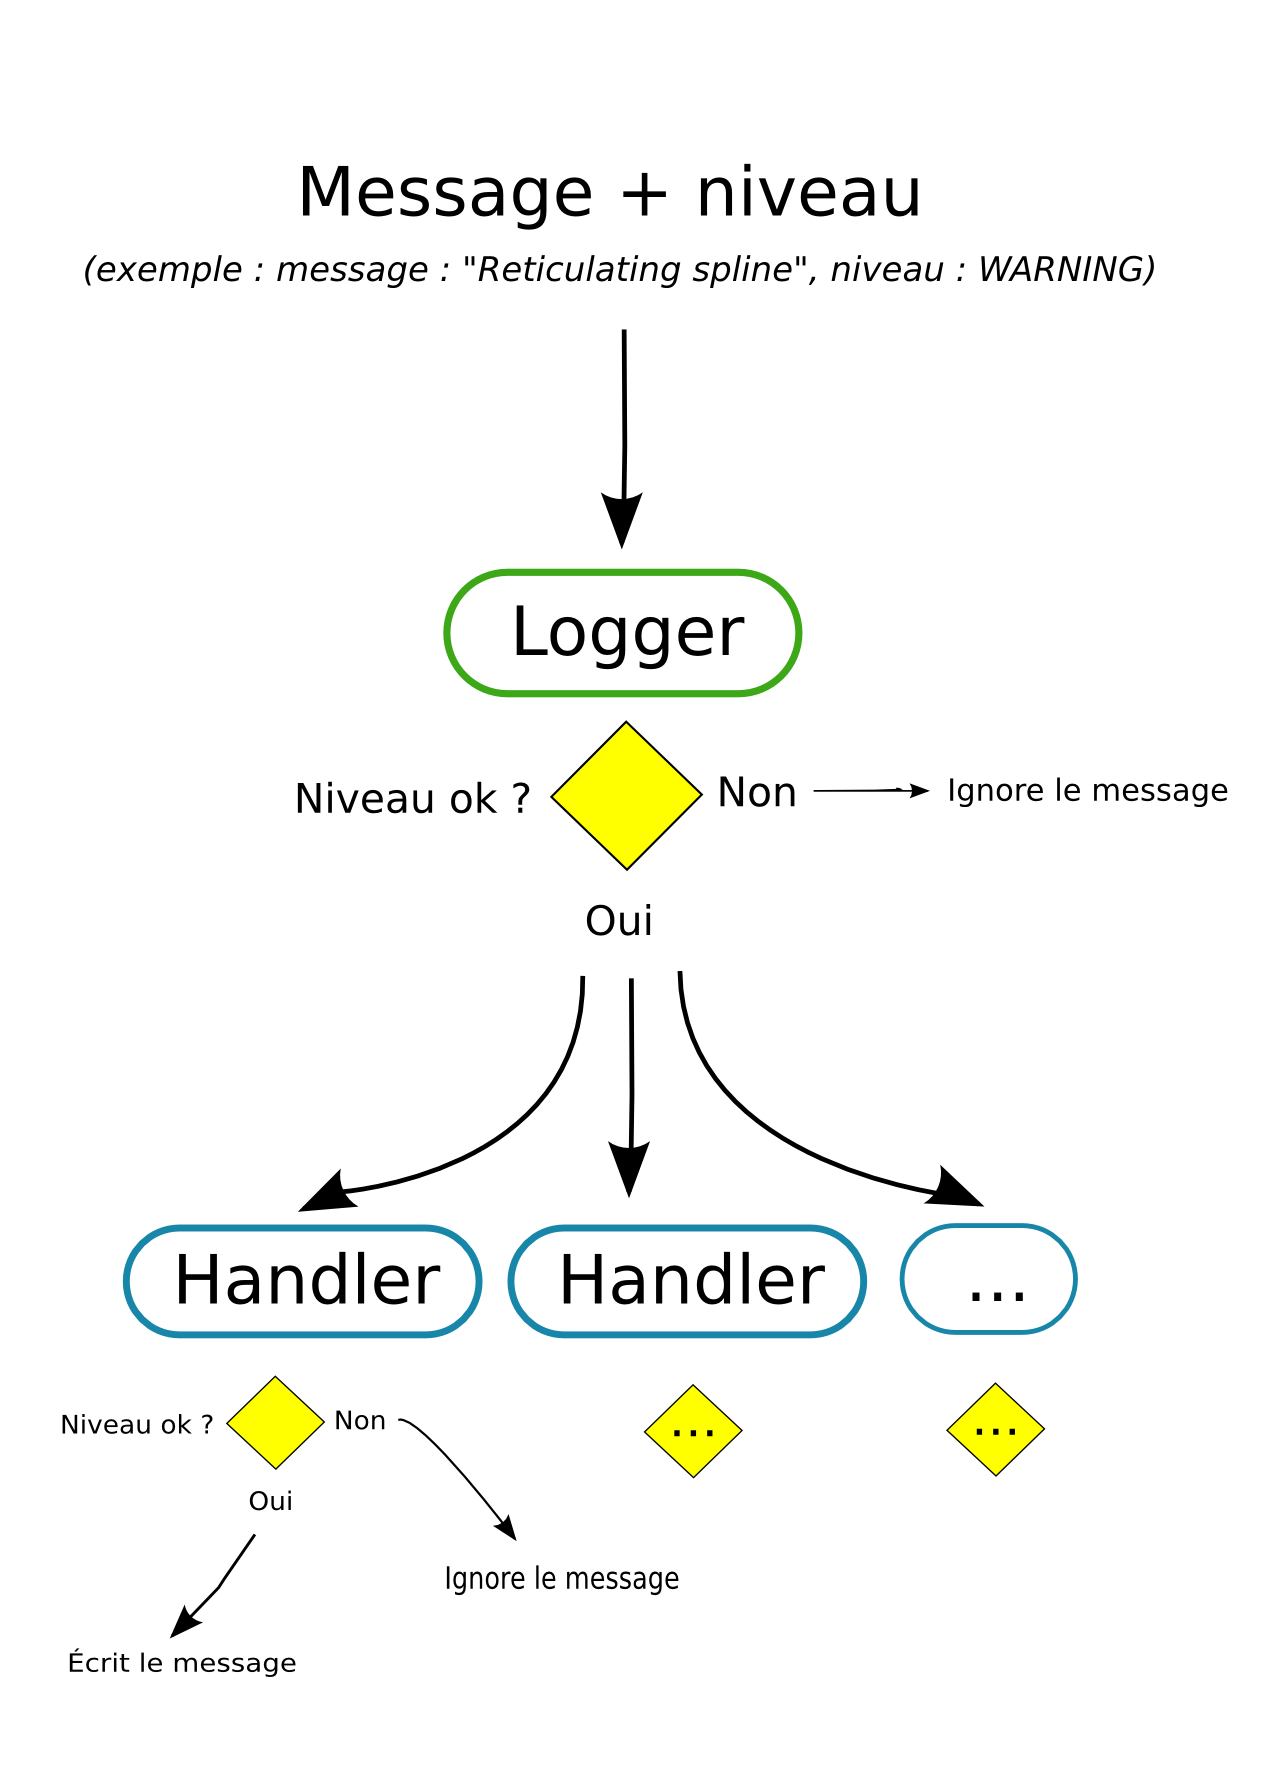 Message + niveau
(exemple : message : "Reticulating spline", niveau : WARNING)
Logger
Niveau ok ?
Non
Ignore le message
Oui
Handler
Handler
...
Niveau ok ?
Non
...
...
Oui
Ignore le message
Écrit le message